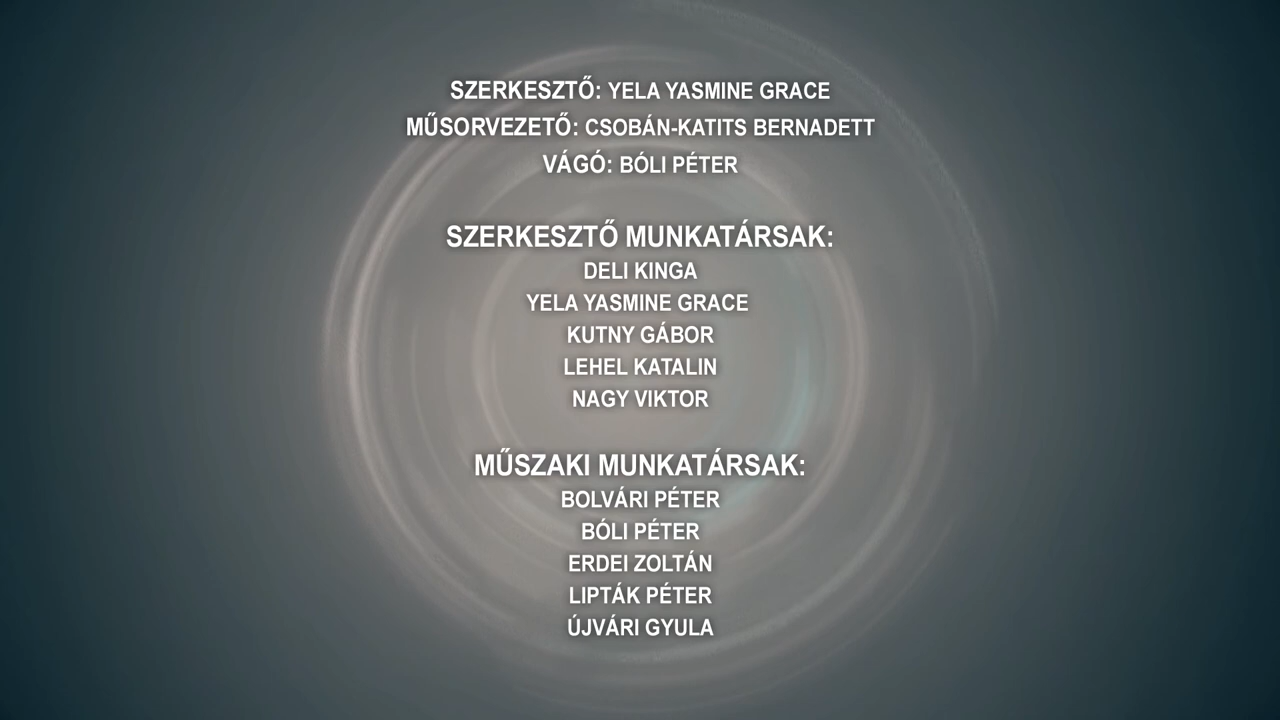 SZERKESZTŐ: YELA YASMINE GRACE
MŰSORVEZETŐ: CSOBÁN-KATITS BERNADETT
VÁGÓ: BÓLI PÉTER
SZERKESZTŐ MUNKATÁRSAK:
DELI KINGA
YELA YASMINE GRACE
KUTNY GÁBOR
LEHEL KATALIN
NAGY VIKTOR
MŰSZAKI MUNKATÁRSAK:
BOLVÁRI PÉTER
BÓLI PÉTER
ERDEI ZOLTÁN
LIPTÁK PÉTER
ÚJVÁRI GYULA